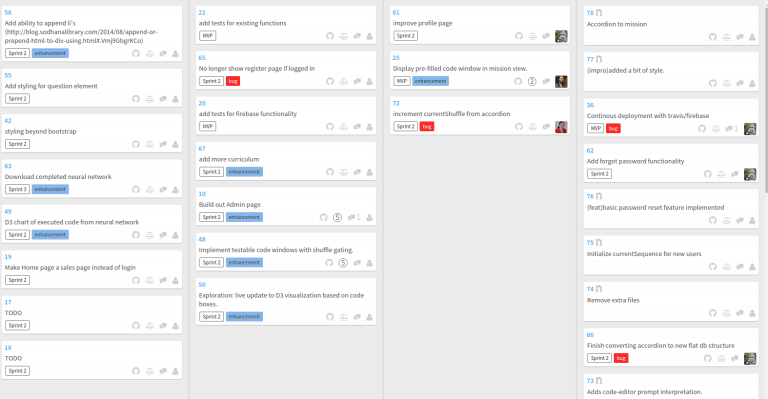 58
Add ability to append li's
(http://blog.sodhanalibrary.com/2014/08/append-or-
prepend-html-to-div-using.html#.Vmj9GbgrKCo)
Sprint 2 enhancement
55
Add styling for question element
Sprint 2
42
styling beyond bootstrap
Sprint 2
63
Download completed neural network
Sprint 3 enhancement
49
D3 chart of executed code from neural network
Sprint 2 enhancement
19
Make Home page a sales page instead of login
Sprint 2
17
TODO
Sprint 2
18
TODO
Sprint 2
21
add tests for existing functions
MVP
65
No longer show register page if logged in
Sprint 2 bug
20
add tests for firebase functionality
MVP
67
add more curriculum
Sprint 2 enhancement
10
Build out Admin page
Sprint 2 enhancement 5 1
48
Implement testable code windows with shuffle gating.
Sprint 2 enhancement 5
50
Exploration: live update to D3 visualization based on code
boxes.
Sprint 2 enhancement
61
improve profile page
Sprint 2
25
Display pre-filled code window in mission view.
MVP enhancement 2
72
incrementcurrentShuffle from accordion
Sprint 2 bug
78
Accordion to mission
77
(impro)added a bit of style.
36
Continous deployment with travis/firebase
MVP bug 1
62
Add forgot password functionality
Sprint 2
76
(feat)basic password reset feature implemented
75
Initialize currentSequence for new users
74
Remove extra files
66
Finish converting accordion to new flat db structure
Sprint 2 bug
73
Adds code-editor prompt interpretation.